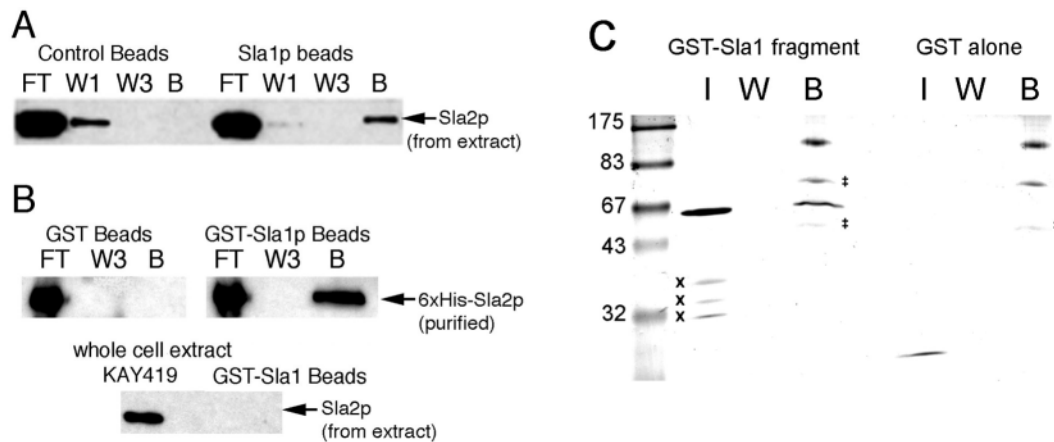 A
Control Beads Sla1p beads
FT W1 W3 B FT W1 W3 B
Sla2p
(from extract)
B
GST Beads GST-Sla1p Beads
FT W3 B FT W3 B
6xHis-Sla2p
(purified)
whole cell extract
KAY419 GST-Sla1 Beads
Sla2p
(from extract)
C
GST-Sla1 fragment GST alone
I W B I W B
175
83
‡
67
‡
43
x
x
32 x